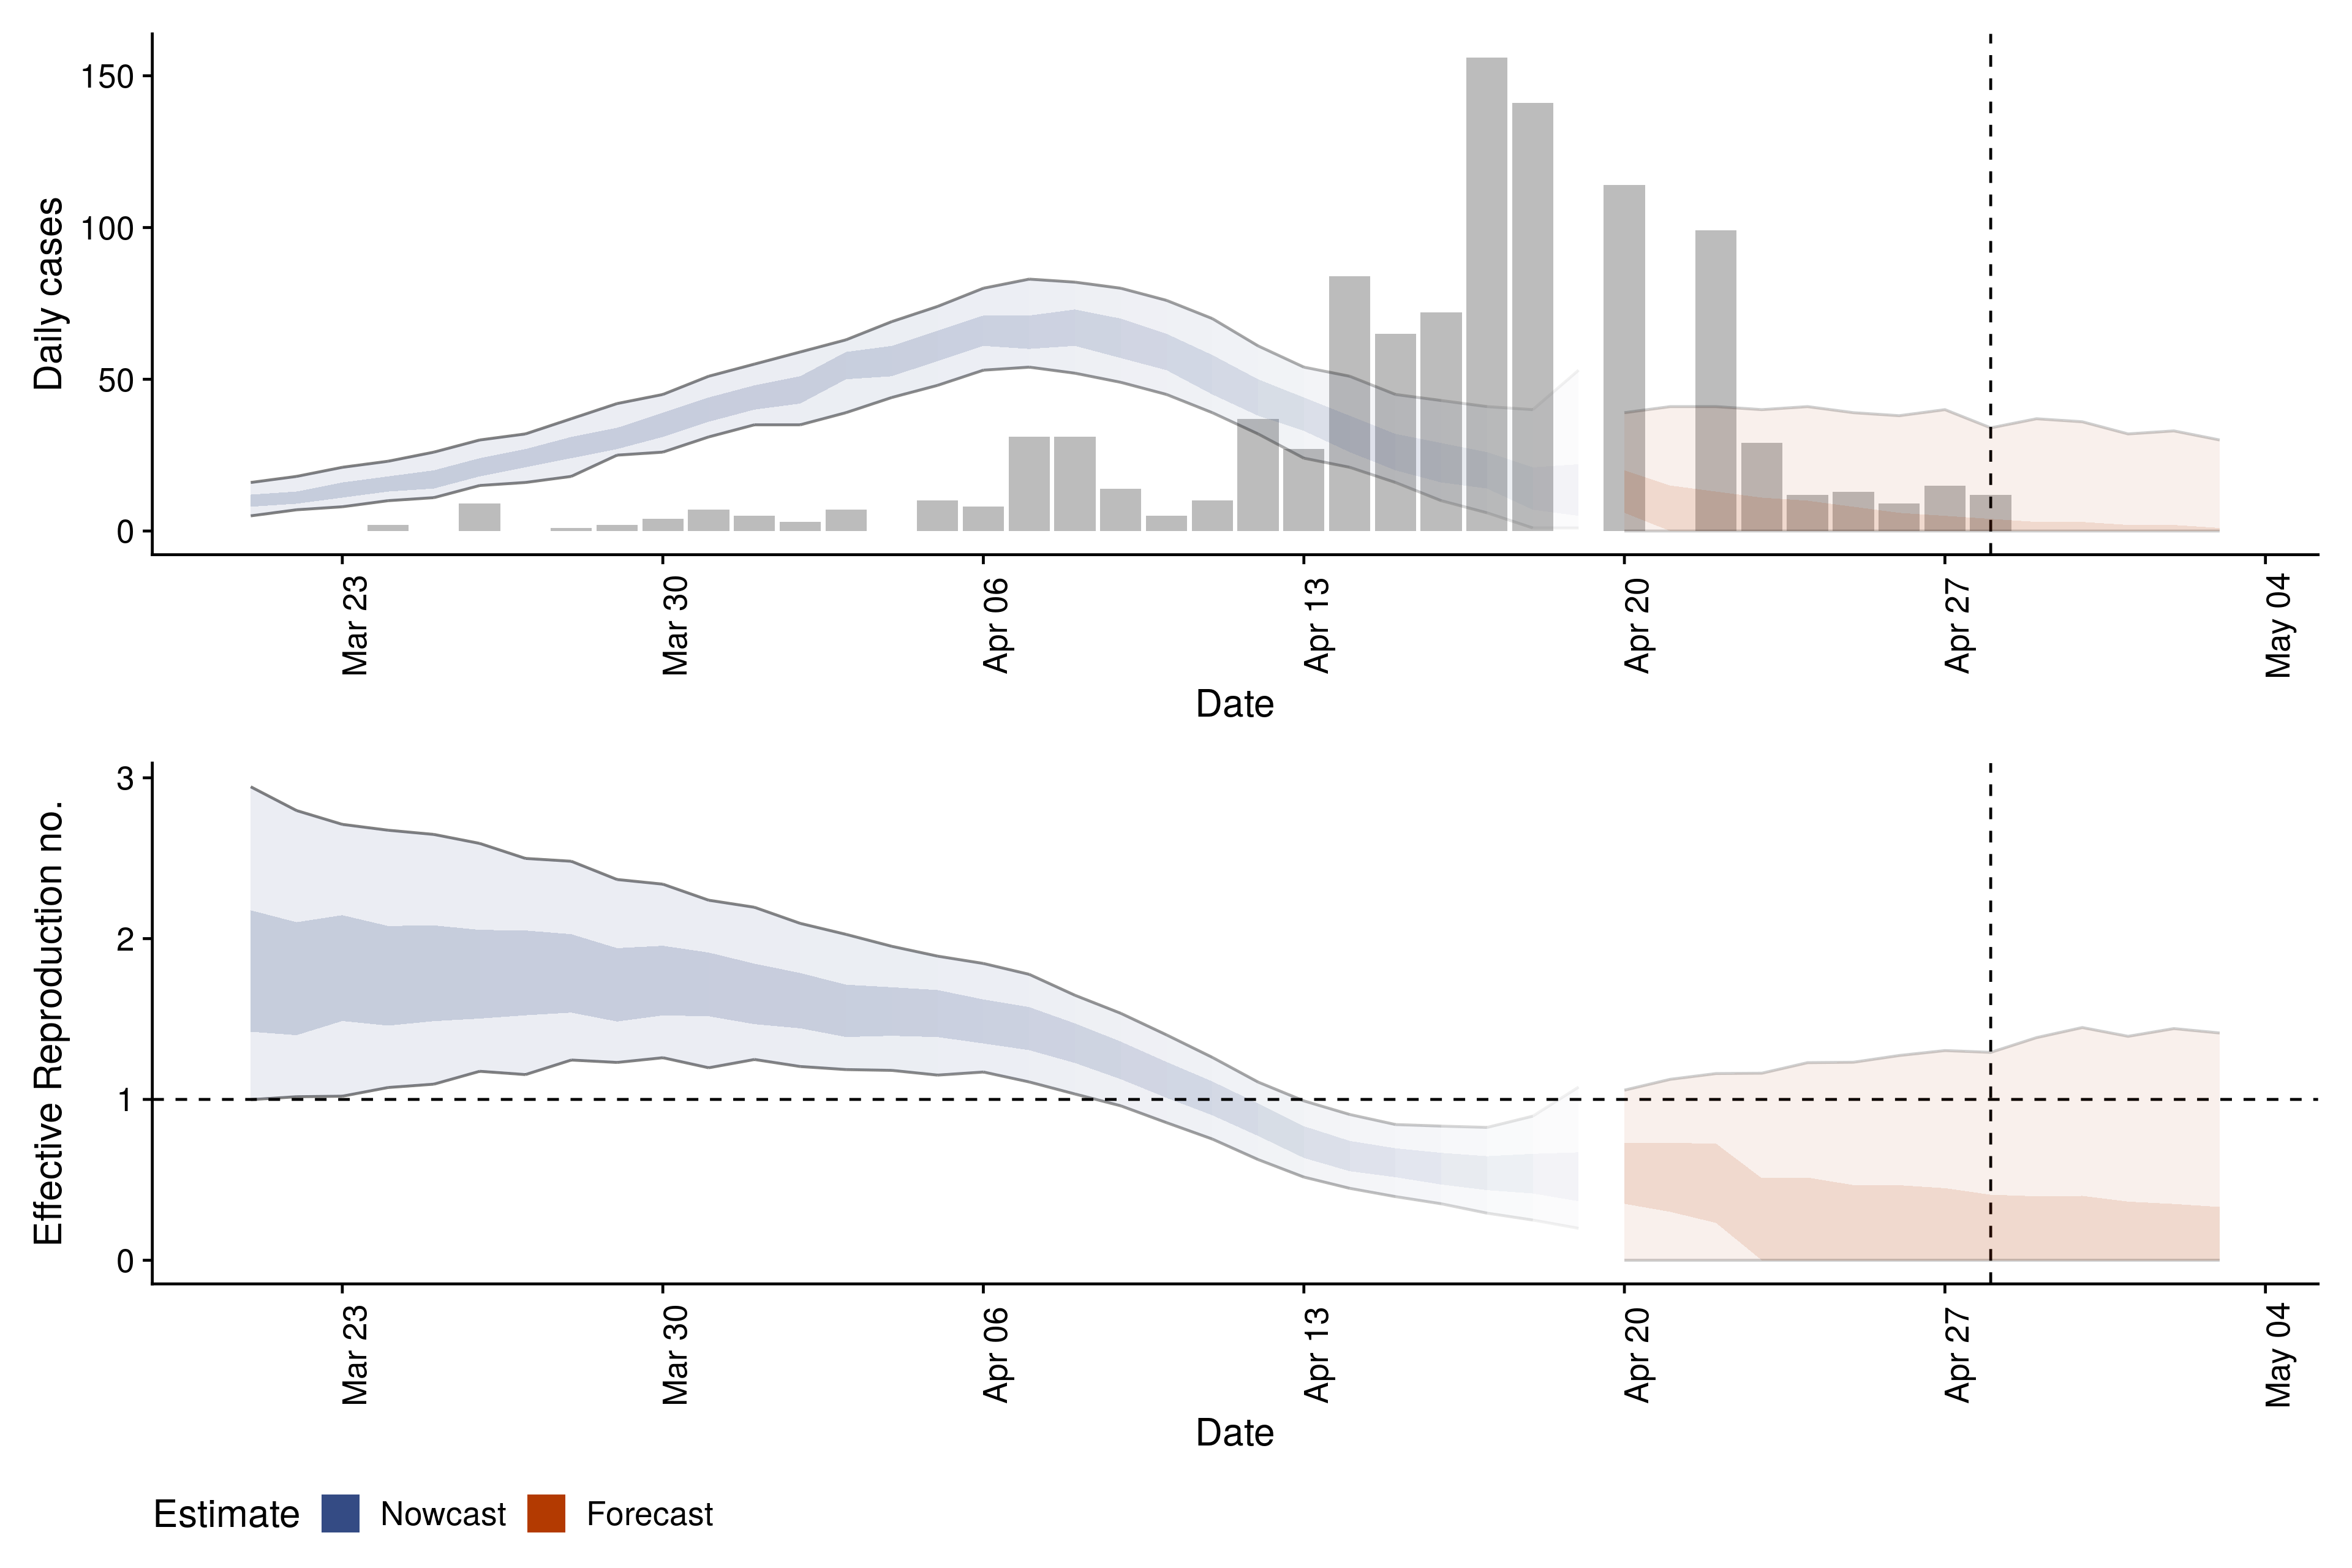 Daily cases
150
100
50
0
Mar 23
Mar 30
Apr 06
Apr 13
Apr 20
Apr 27
May 04
Date
Effective Reproduction no.
3
2
1
0
Mar 23
Mar 30
Apr 06
Apr 13
Apr 20
Apr 27
May 04
Date
Estimate Nowcast Forecast